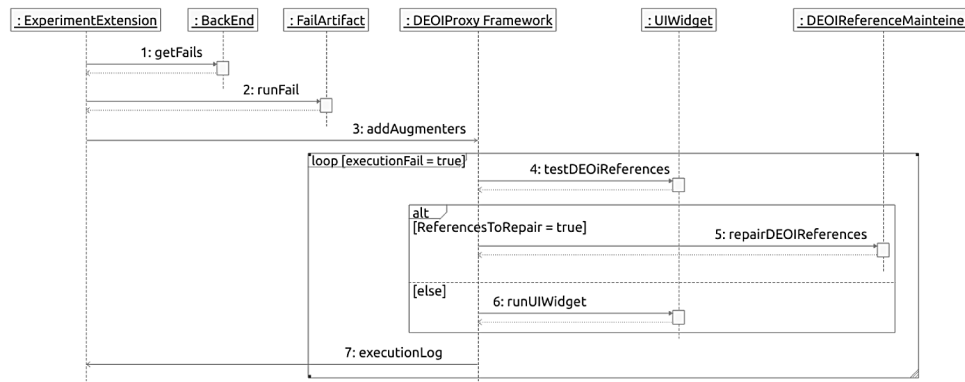 : ExperimentExtension
: BackEnd
: FailArtifact
: DEOIProxy Framework
: UIWidget
: DEOIReferenceMainteine
1: getFails
2: runFail
3: addAugmenters
loop [executionFail = true]
4: testDEOiReferences
alt
[ReferencesToRepair = true]
5: repairDEOIReferences
[else]
6: runUIWidget
7: executionLog